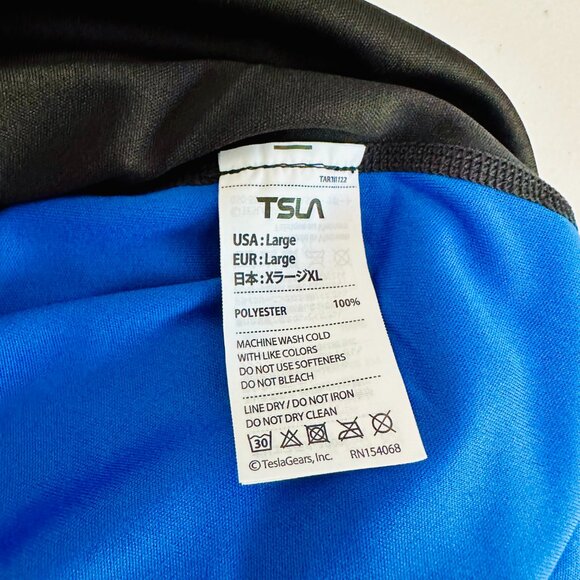 TAR18122
TSLA
USA : Large
EUR : Large
日本 : XラージXL
POLYESTER 100%
MACHINE WASH COLD
WITH LIKE COLORS
DO NOT USE SOFTENERS
DO NOT BLEACH
LINE DRY / DO NOT IRON
DO NOT DRY CLEAN
30
©TeslaGears, Inc. RN154068